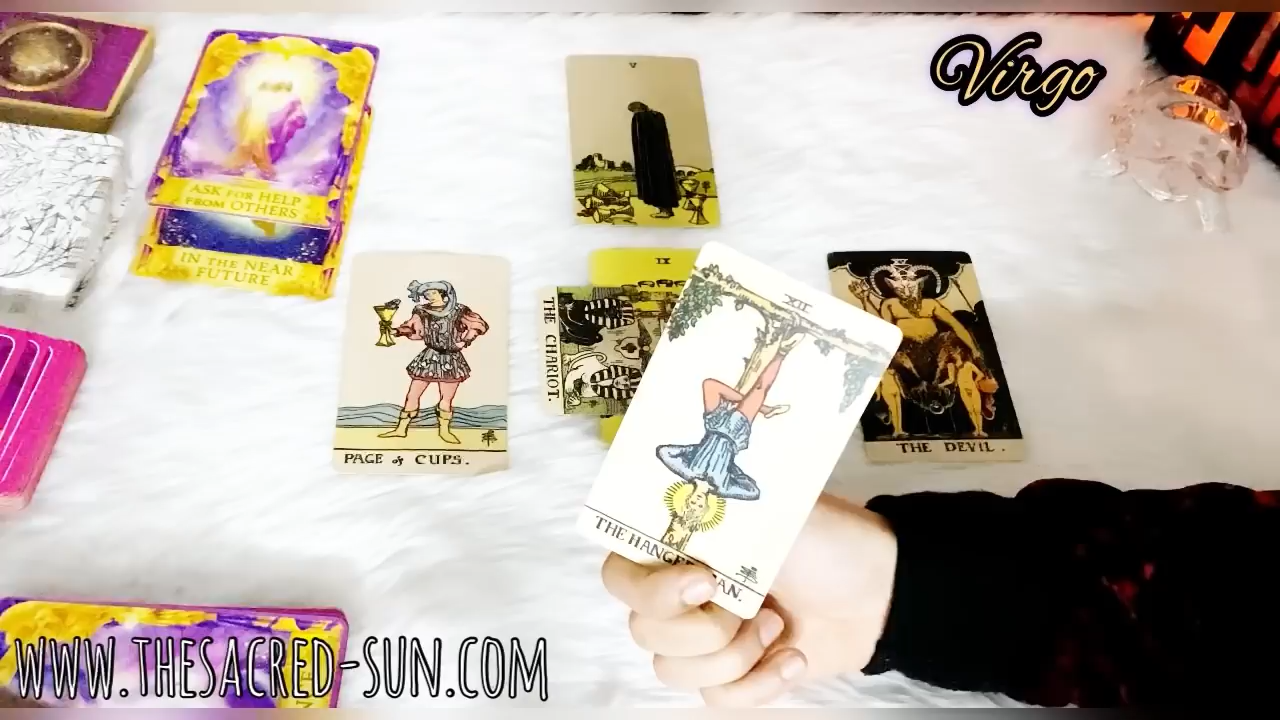 Virgo
V
ASK FOR HELP
FROM OTHERS
IN THE NEAR
FUTURE
PAGE of CUPS.
IX
THE CHARIOT.
XII
THE HANGED MAN.
XV
THE DEVIL.
WWW.THESACRED-SUN.COM